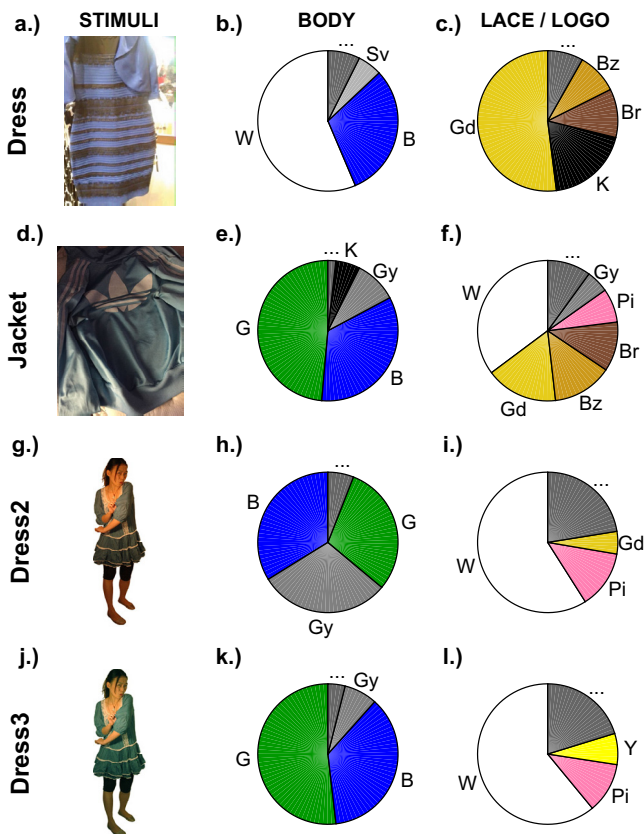 a.) STIMULI b.) BODY c.) LACE / LOGO
Dress
... Sv B W
... Bz Br K Gd
d.) e.) f.)
Jacket
... K Gy B G
... Gy Pi Br Bz Gd W
g.) h.) i.)
Dress2
... G Gy B
... Gd Pi W
j.) k.) l.)
Dress3
... Gy B G
... Y Pi W